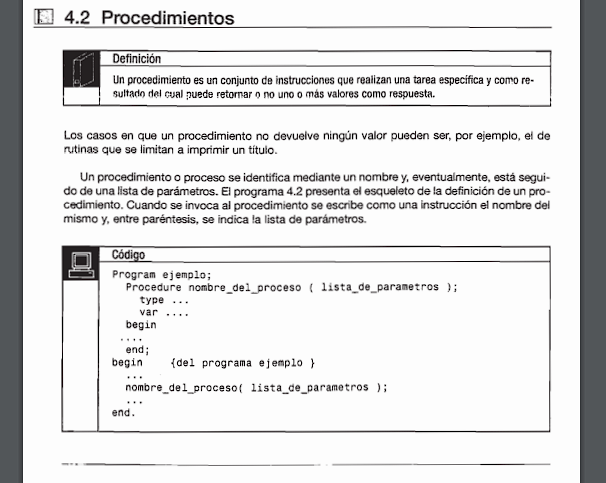 4.2 Procedimientos
Definición
Un procedimiento es un conjunto de instrucciones que realizan una tarea específica y como re-
sultado del cual puede retornar o no uno o más valores como respuesta.
Los casos en que un procedimiento no devuelve ningún valor pueden ser, por ejemplo, el de
rutinas que se limitan a imprimir un título.
Un procedimiento o proceso se identifica mediante un nombre y, eventualmente, está segui-
do de una lista de parámetros. El programa 4.2 presenta el esqueleto de la definición de un pro-
cedimiento. Cuando se invoca al procedimiento se escribe como una instrucción el nombre del
mismo y, entre paréntesis, se indica la lista de parámetros.
Código
Program ejemplo;
Procedure nombre_del_proceso ( lista_de_parametros );
type ...
var ....
begin
....
end;
begin {del programa ejemplo }
...
nombre_del_proceso( lista_de_parametros );
...
end.